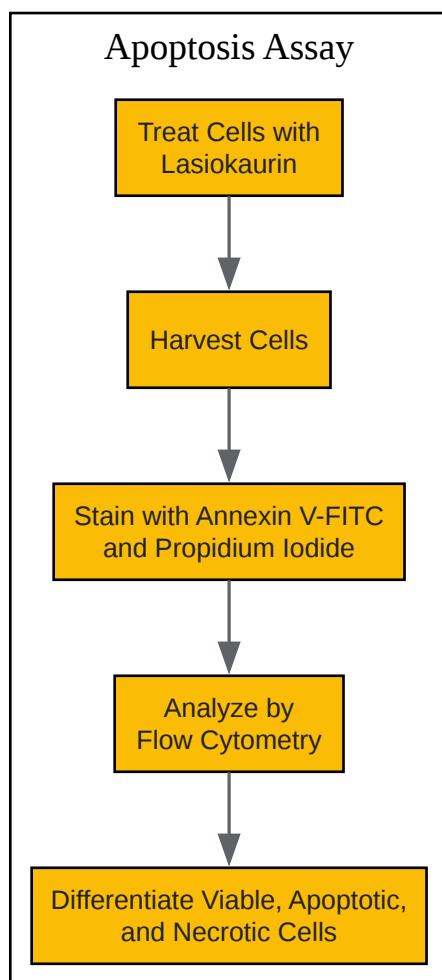 Apoptosis Assay
Treat Cells with
Lasiokaurin
Harvest Cells
Stain with Annexin V-FITC
and Propidium Iodide
Analyze by
Flow Cytometry
Differentiate Viable, Apoptotic,
and Necrotic Cells